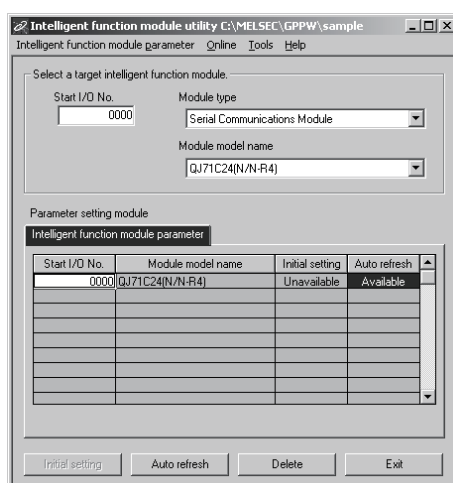 Intelligent function module utility C:\MELSEC\GPPW\sample
Intelligent function module parameter Online Tools Help
Select a target intelligent function module.
Start I/O No. Module type
0000 Serial Communications Module
Module model name
QJ71C24(N/N-R4)
Parameter setting module
Intelligent function module parameter
Start I/O No. Module model name Initial setting Auto refresh
0000 QJ71C24(N/N-R4) Unavailable Available
Initial setting Auto refresh Delete Exit